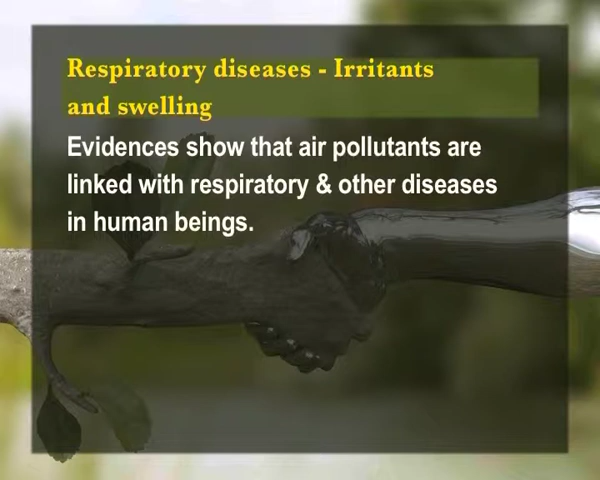 Respiratory diseases - Irritants
and swelling
Evidences show that air pollutants are
linked with respiratory & other diseases
in human beings.